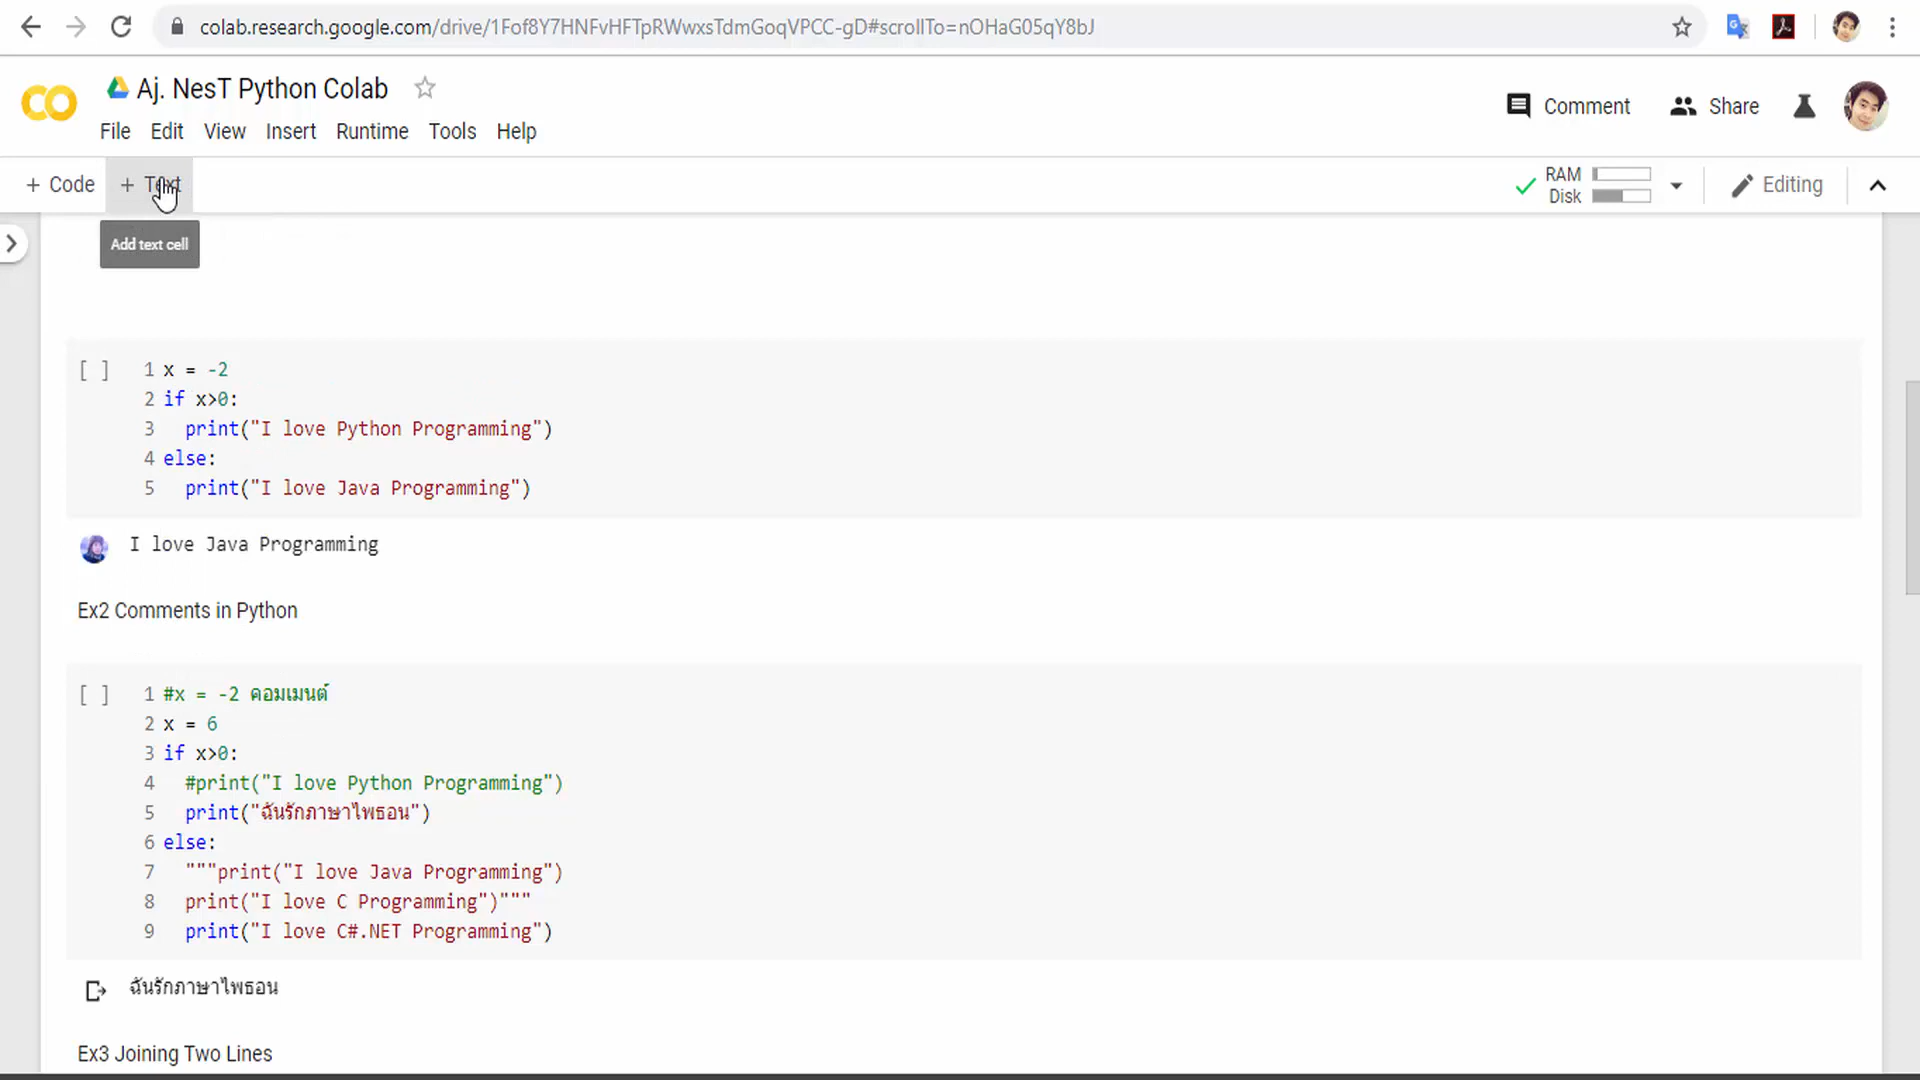 colab.research.google.com/drive/1Fof8Y7HNFvHFTpRWwxsTdmGoqVPCC-gD#scrollTo=nOHaG05qY8bJ
Aj. NesT Python Colab
Comment Share
File Edit View Insert Runtime Tools Help
+ Code + Text
RAM
Disk
Editing
Add text cell
[ ] 1 x = -2
2 if x>0:
3 print("I love Python Programming")
4 else:
5 print("I love Java Programming")
I love Java Programming
Ex2 Comments in Python
[ ] 1 #x = -2 คอมเมนต์
2 x = 6
3 if x>0:
4 #print("I love Python Programming")
5 print("ฉันรักภาษาไพธอน")
6 else:
7 """print("I love Java Programming")
8 print("I love C Programming")"""
9 print("I love C#.NET Programming")
ฉันรักภาษาไพธอน
Ex3 Joining Two Lines